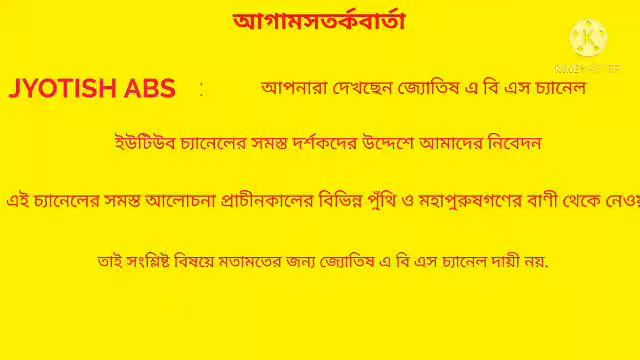 আগামসতর্কবার্তা
KINEMASTER
JYOTISH ABS : আপনারা দেখছেন জ্যোতিষ এ বি এস চ্যানেল
ইউটিউব চ্যানেলের সমস্ত দর্শকদের উদ্দেশে আমাদের নিবেদন
এই চ্যানেলের সমস্ত আলোচনা প্রাচীনকালের বিভিন্ন পুঁথি ও মহাপুরুষগণের বাণী থেকে
তাই সংশ্লিষ্ট বিষয়ে মতামতের জন্য জ্যোতিষ এ বি এস চ্যানেল দায়ী নয়.